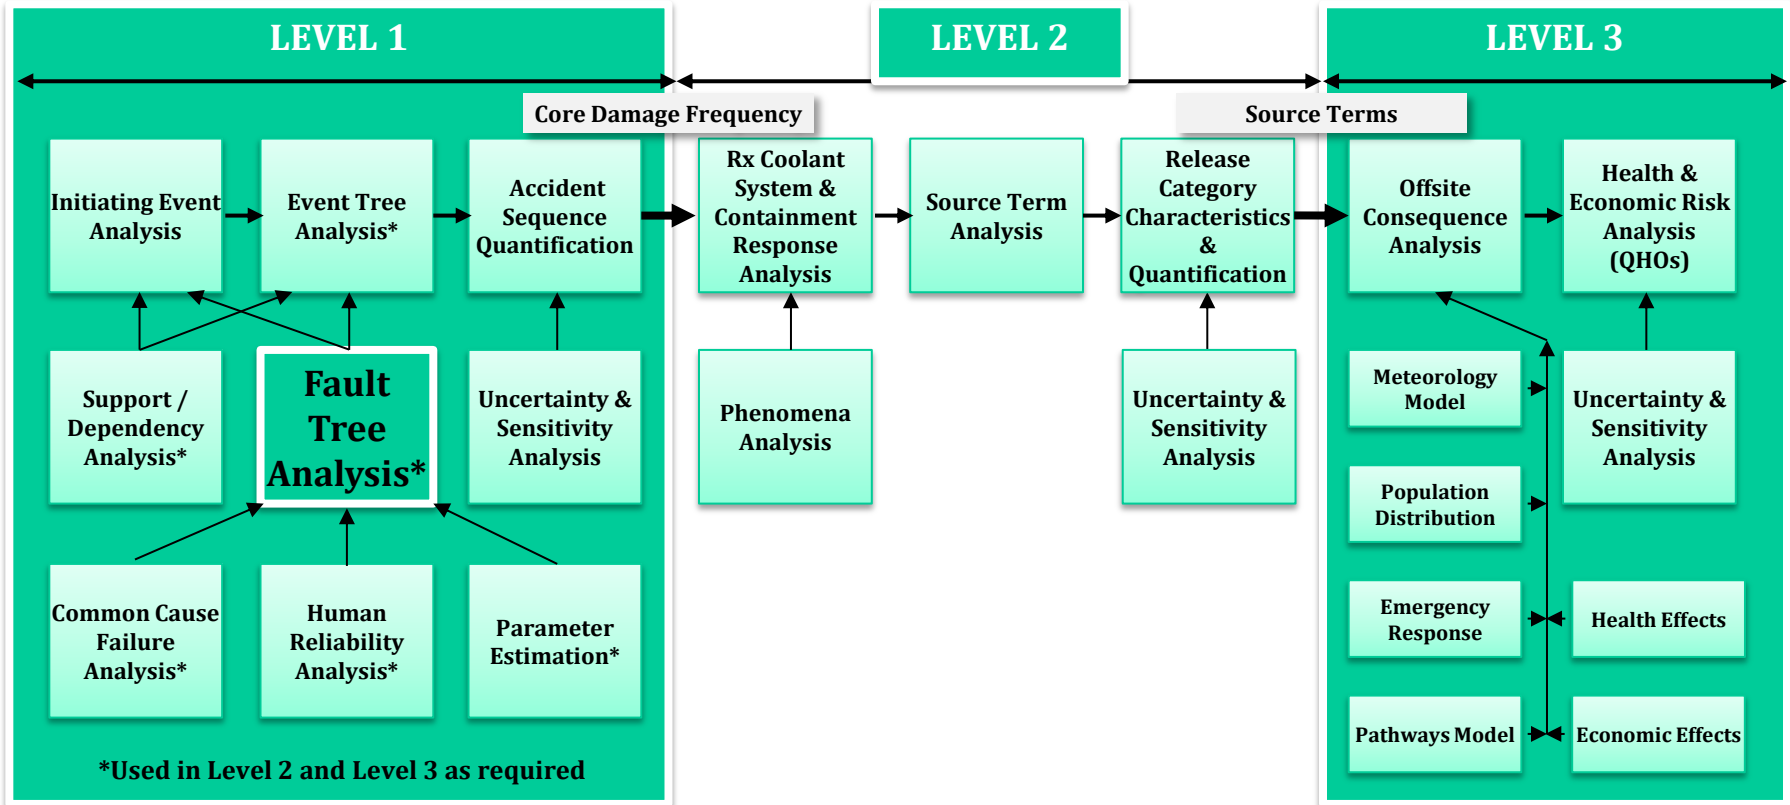 LEVEL 1
LEVEL 2
LEVEL 3
Core Damage Frequency
Source Terms
Initiating Event
Analysis
Event Tree
Analysis*
Accident
Sequence
Quantification
Rx Coolant
System &
Containment
Response
Analysis
Source Term
Analysis
Release
Category
Characteristics
&
Quantification
Offsite
Consequence
Analysis
Health &
Economic Risk
Analysis
(QHOs)
Support /
Dependency
Analysis*
Fault
Tree
Analysis*
Uncertainty &
Sensitivity
Analysis
Phenomena
Analysis
Uncertainty &
Sensitivity
Analysis
Meteorology
Model
Uncertainty &
Sensitivity
Analysis
Population
Distribution
Common Cause
Failure
Analysis*
Human
Reliability
Analysis*
Parameter
Estimation*
Emergency
Response
Health Effects
Pathways Model
Economic Effects
*Used in Level 2 and Level 3 as required